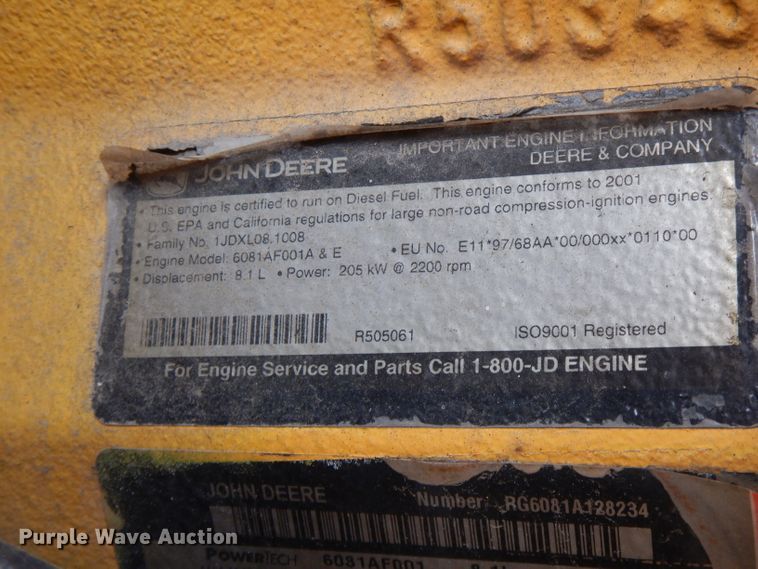 R50343
JOHN DEERE
IMPORTANT ENGINE INFORMATION
DEERE & COMPANY
• This engine is certified to run on Diesel Fuel. This engine conforms to 2001
U.S. EPA and California regulations for large non-road compression-ignition engines.
• Family No. 1JDXL08.1008
• Engine Model: 6081AF001A & E • EU No. E11*97/68AA*00/000xx*0110*00
• Displacement: 8.1 L • Power: 205 kW @ 2200 rpm
R505061 ISO9001 Registered
For Engine Service and Parts Call 1-800-JD ENGINE
JOHN DEERE Number RG6081A128234
POWERTECH 6081AF001
Purple Wave Auction